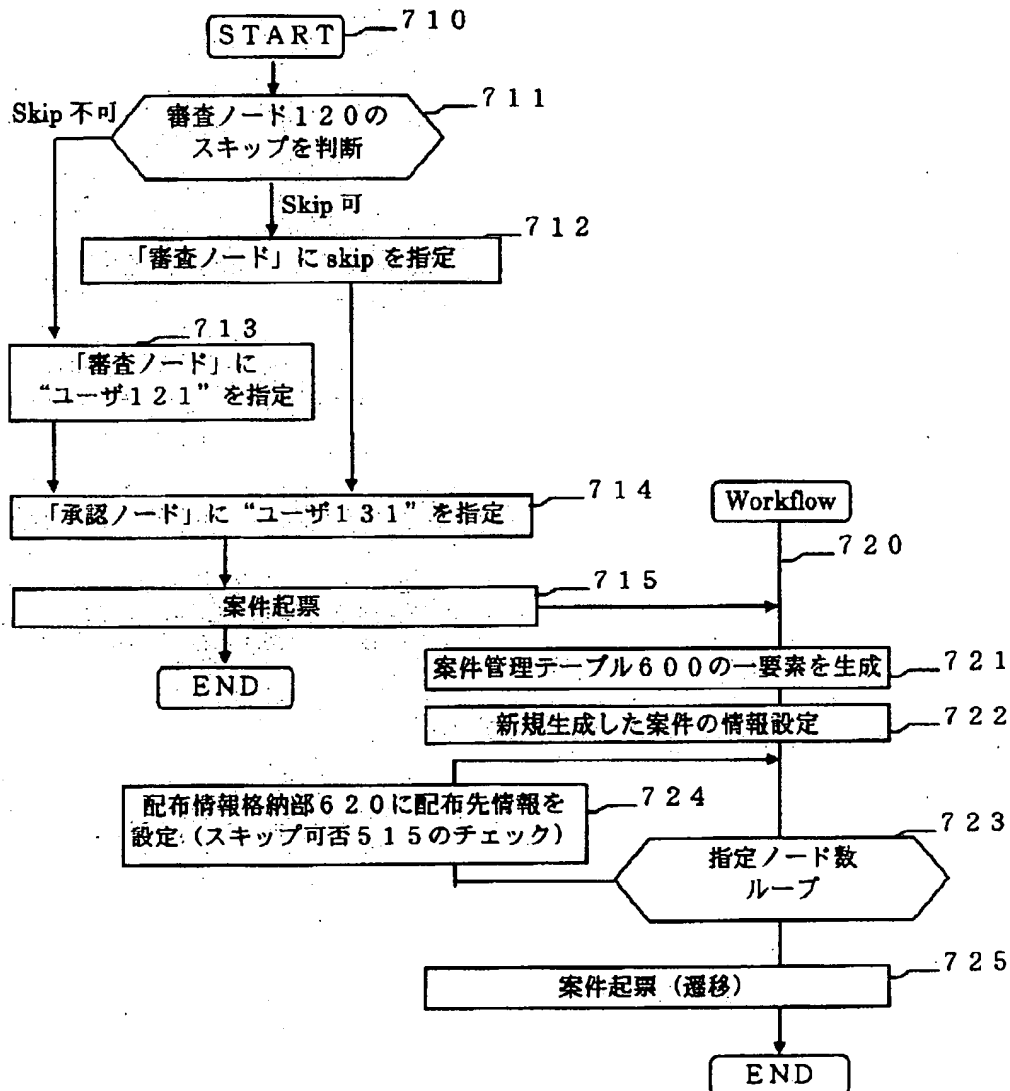 START
710
Skip 不可
審査ノード120の
スキップを判断
711
Skip 可
「審査ノード」に skip を指定
712
713
「審査ノード」に
“ユーザ121”を指定
「承認ノード」に“ユーザ131”を指定
714
案件起票
715
END
Workflow
720
案件管理テーブル600の一要素を生成
721
新規生成した案件の情報設定
722
配布情報格納部620に配布先情報を
設定（スキップ可否515のチェック）
724
指定ノード数
ループ
723
案件起票（遷移）
725
END